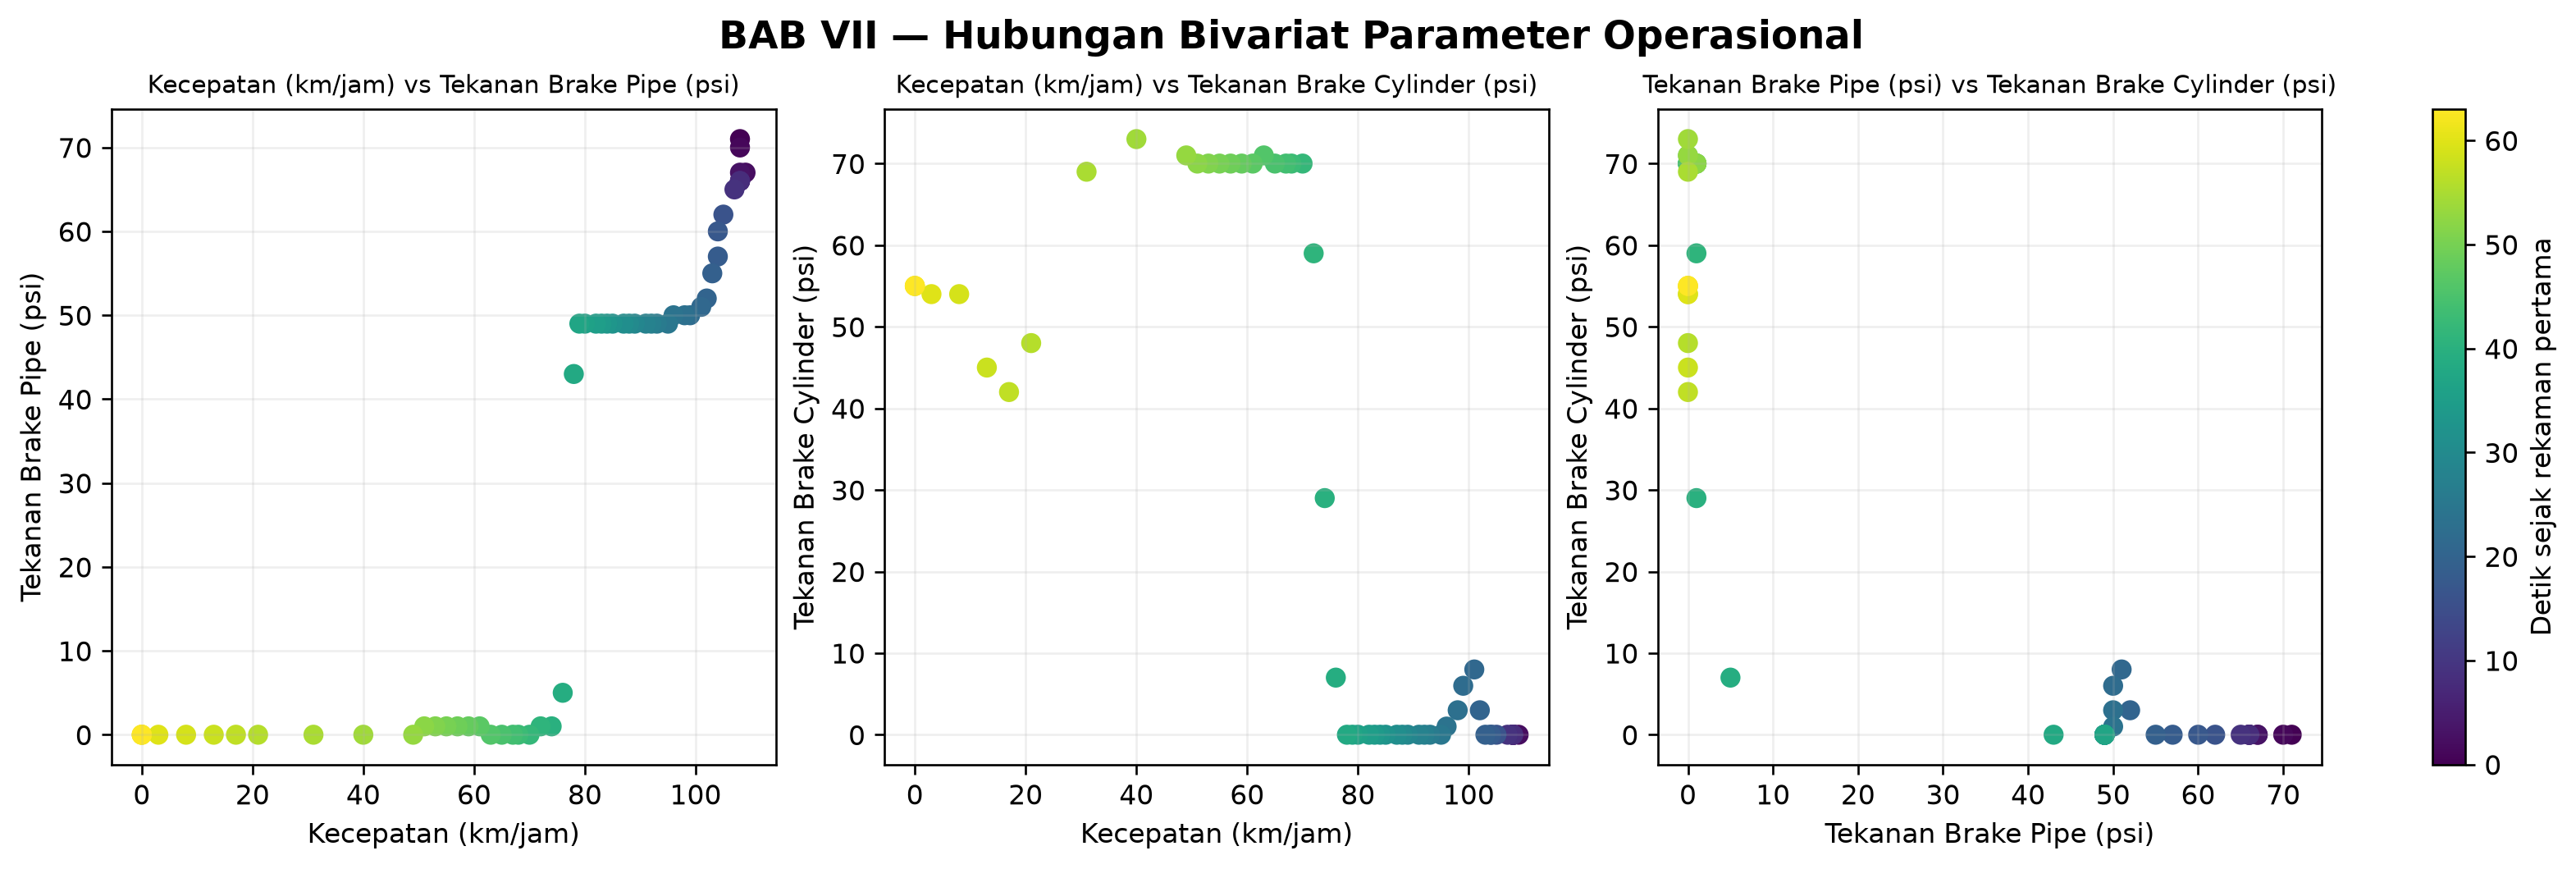 BAB VII — Hubungan Bivariat Parameter Operasional
Kecepatan (km/jam) vs Tekanan Brake Pipe (psi)
Tekanan Brake Pipe (psi)
70
60
50
40
30
20
10
0
0 20 40 60 80 100
Kecepatan (km/jam)
Kecepatan (km/jam) vs Tekanan Brake Cylinder (psi)
Tekanan Brake Cylinder (psi)
70
60
50
40
30
20
10
0
0 20 40 60 80 100
Kecepatan (km/jam)
Tekanan Brake Pipe (psi) vs Tekanan Brake Cylinder (psi)
Tekanan Brake Cylinder (psi)
70
60
50
40
30
20
10
0
0 10 20 30 40 50 60 70
Tekanan Brake Pipe (psi)
60
50
40
30
20
10
0
Detik sejak rekaman pertama